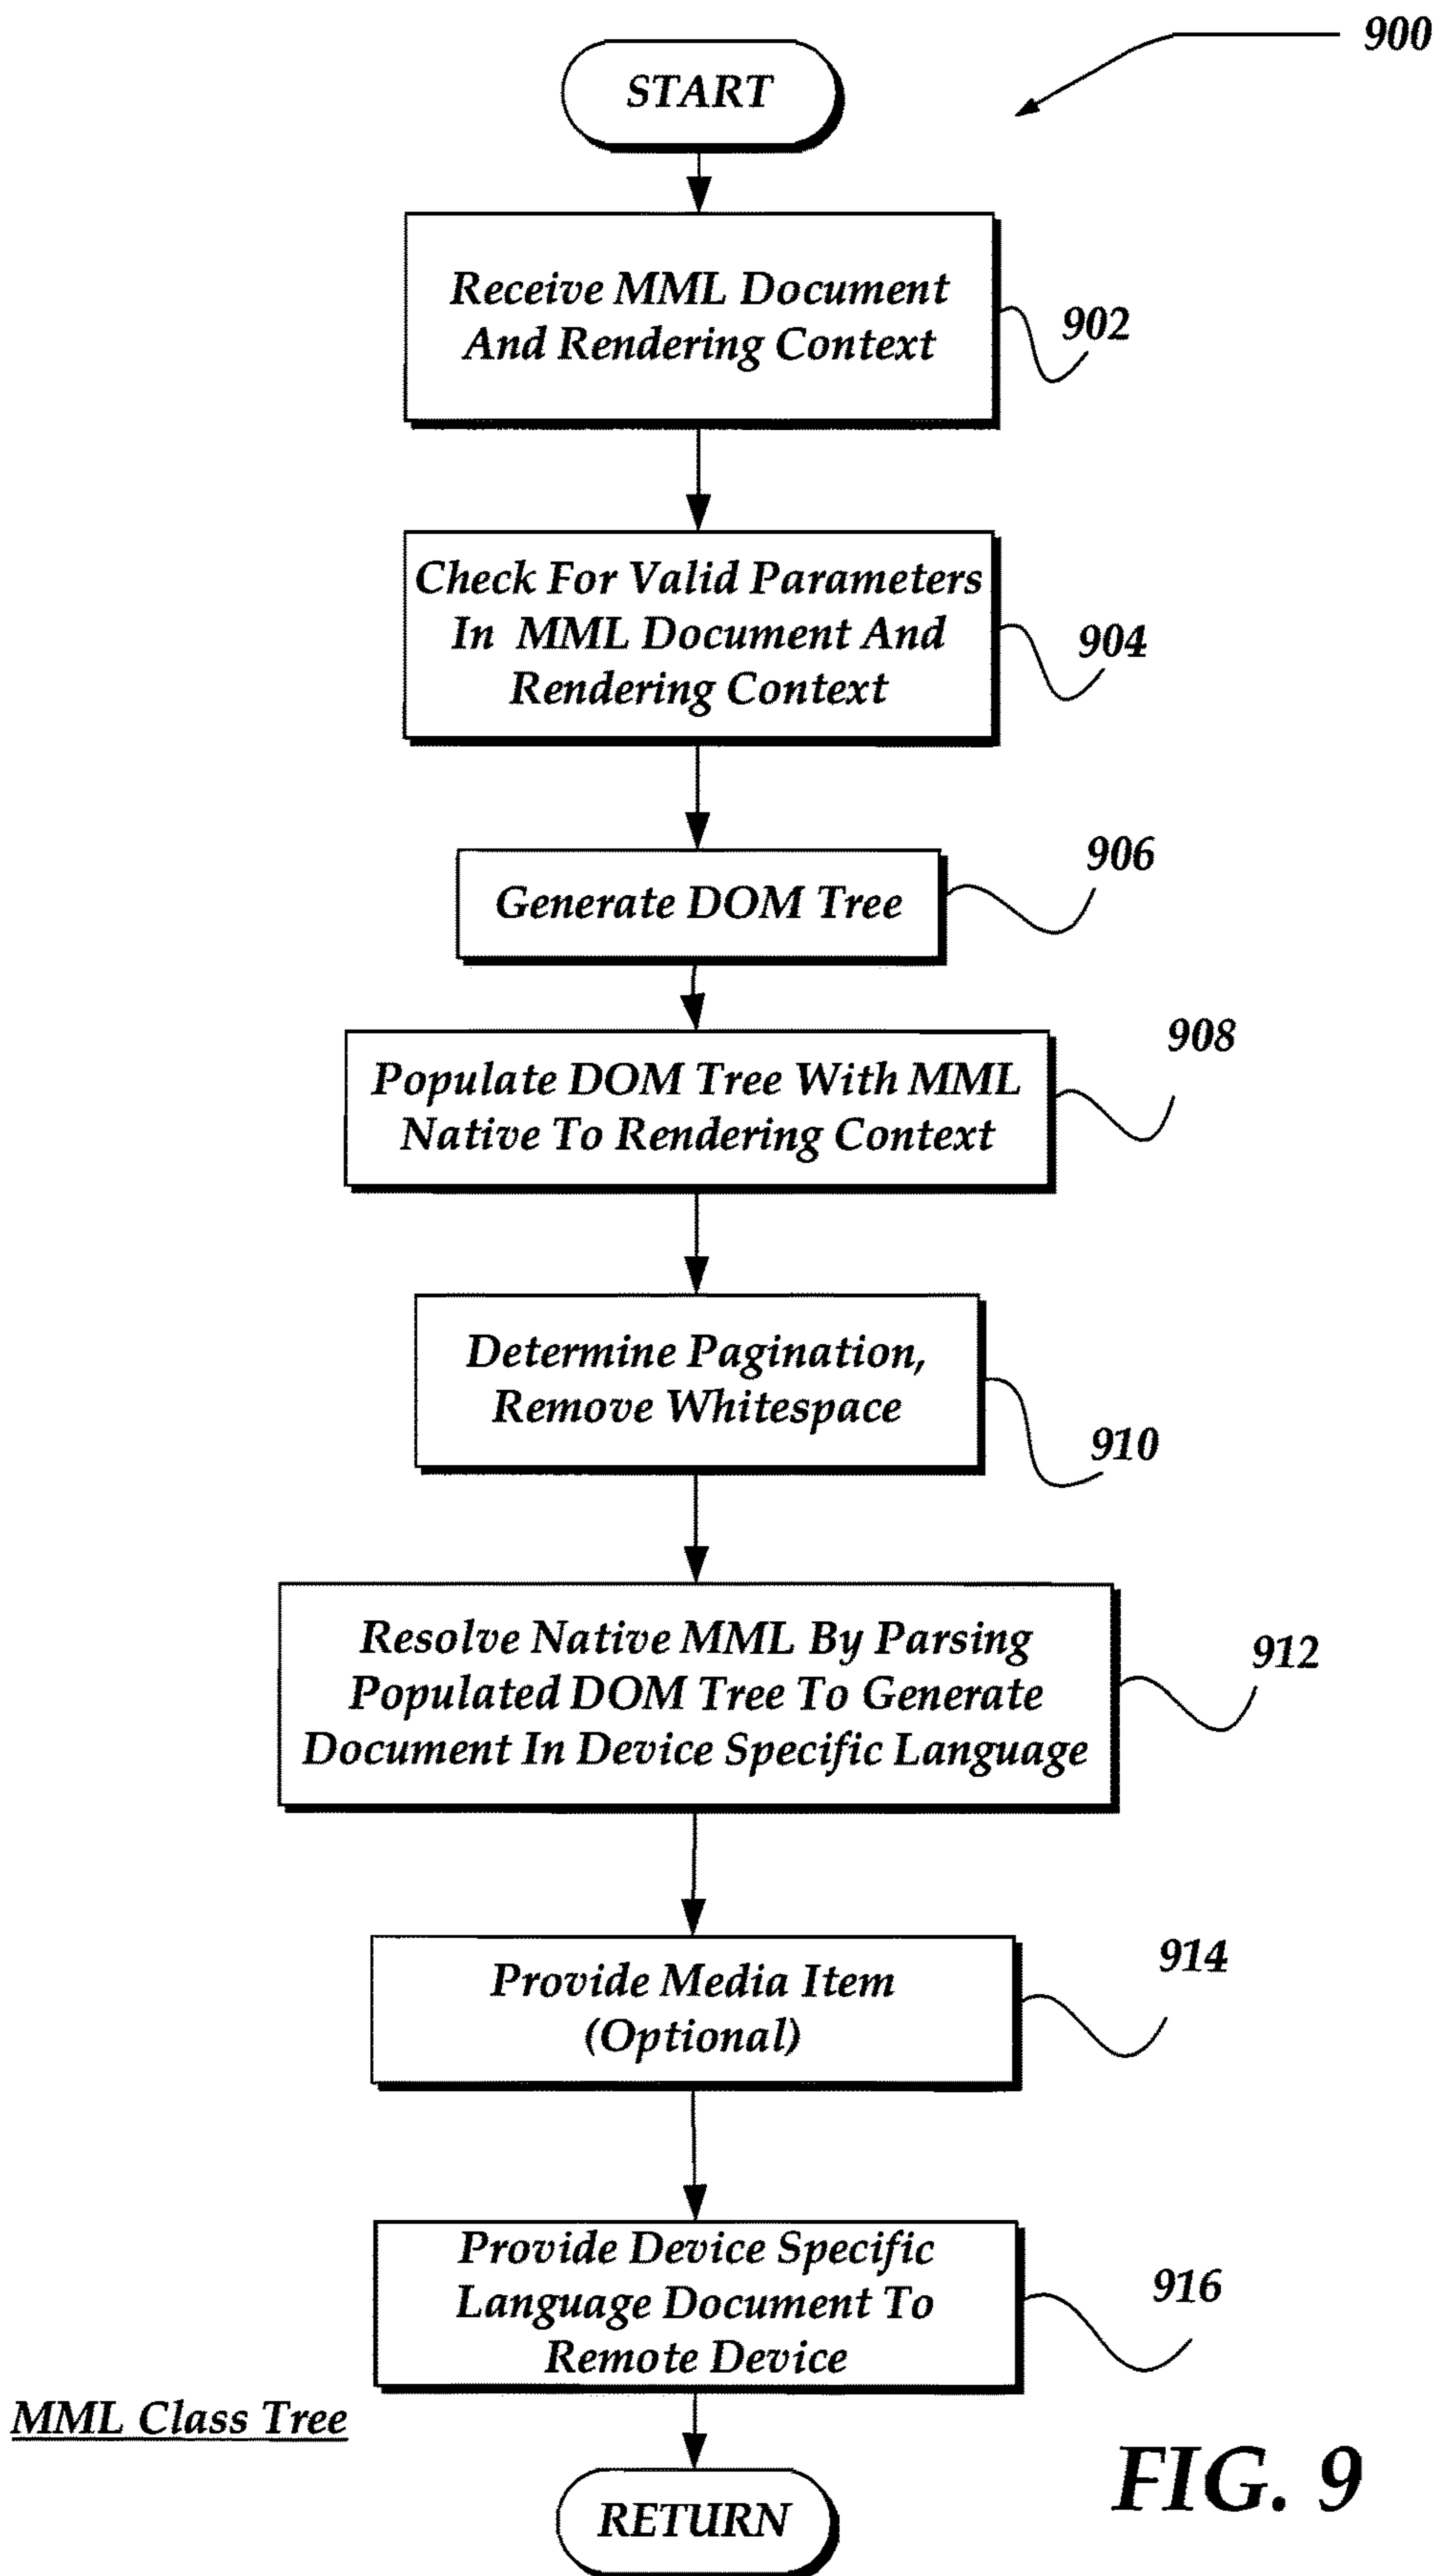 900
START
Receive MML Document
And Rendering Context
902
Check For Valid Parameters
In MML Document And
Rendering Context
904
906
Generate DOM Tree
908
Populate DOM Tree With MML
Native To Rendering Context
Determine Pagination,
Remove Whitespace
910
Resolve Native MML By Parsing
Populated DOM Tree To Generate
Document In Device Specific Language
912
Provide Media Item
(Optional)
914
Provide Device Specific
Language Document To
Remote Device
916
MML Class Tree
RETURN
FIG. 9